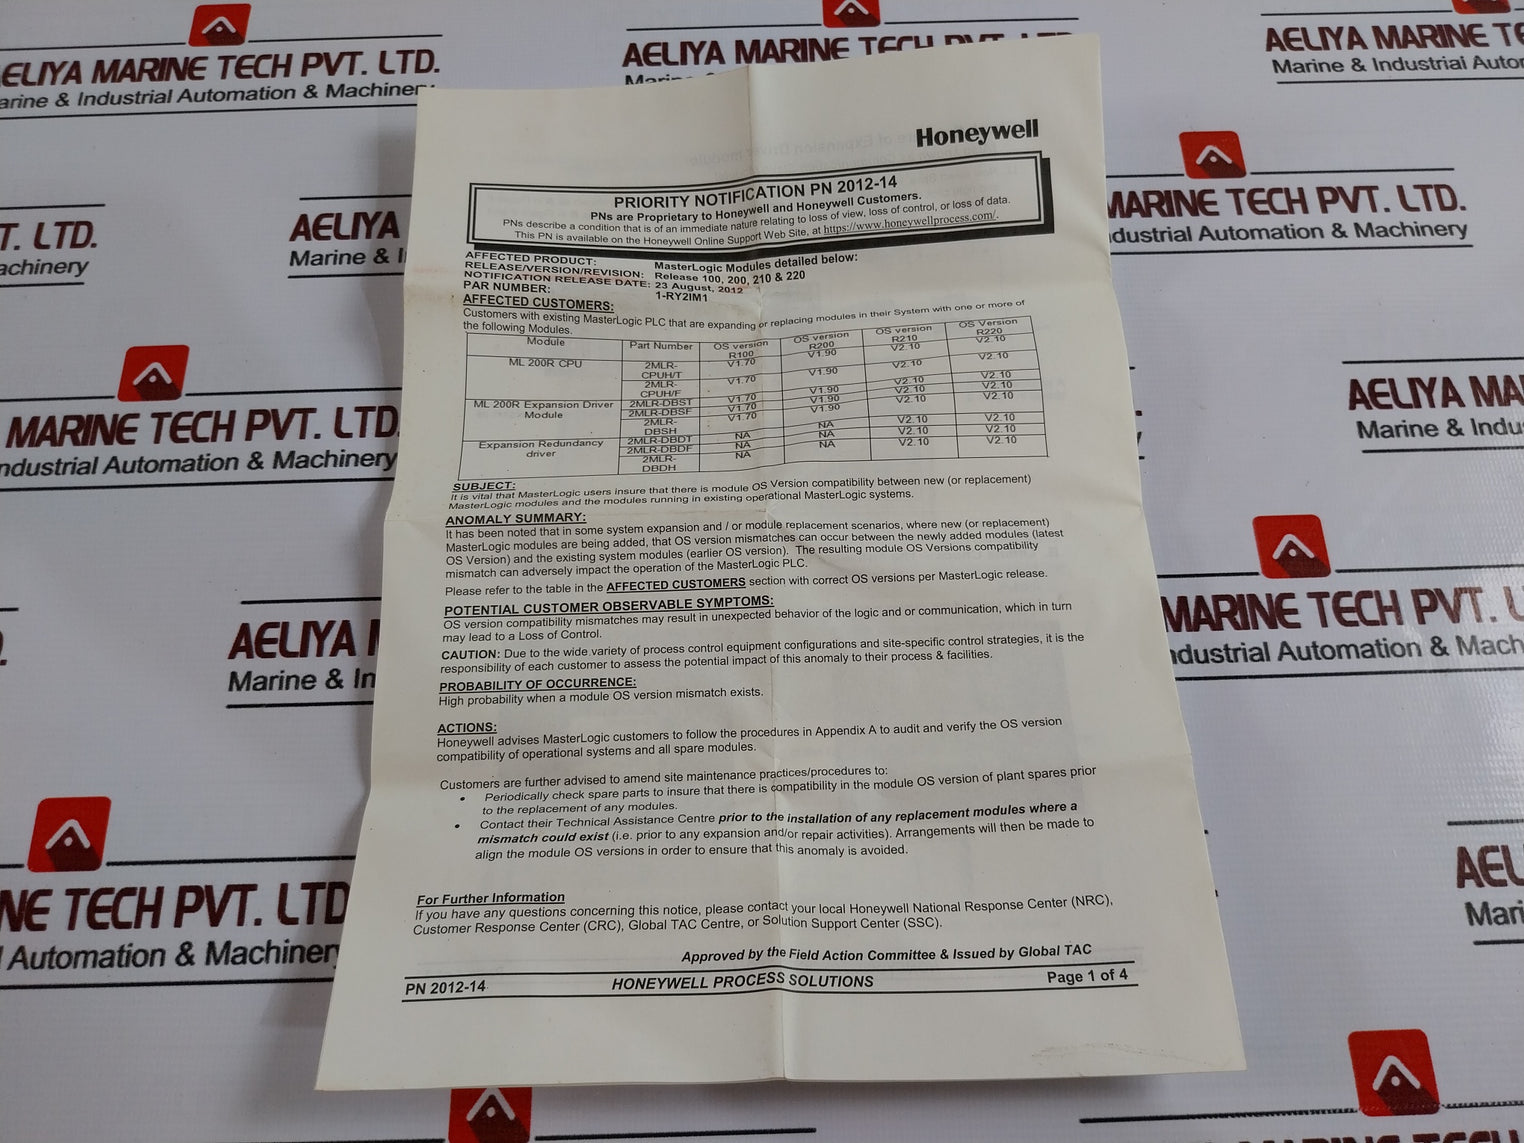 AELIYA MARINE TECH PVT. LTD.
Marine & Industrial Automation & Machinery
Honeywell
PRIORITY NOTIFICATION PN 2012-14
PNs are Proprietary to Honeywell and Honeywell Customers.
PNs describe a condition that is of an immediate nature relating to loss of view, loss of control, or loss of data.
This PN is available on the Honeywell Online Support Web Site, at https://www.honeywellprocess.com/.
AFFECTED PRODUCT: MasterLogic Modules detailed below:
RELEASE/VERSION/REVISION: Release 100, 200, 210 & 220
NOTIFICATION RELEASE DATE: 23 August, 2012
PAR NUMBER: 1-RY2IM1
AFFECTED CUSTOMERS:
Customers with existing MasterLogic PLC that are expanding or replacing modules in their System with one or more of
the following Modules.
Module Part Number OS version R100 OS version R200 OS version R210 OS Version R220
ML 200R CPU 2MLR-CPUH/T V1.70 V1.90 V2.10 V2.10
2MLR-CPUH/F V1.70 V1.90 V2.10 V2.10
ML 200R Expansion Driver Module 2MLR-DBST V1.70 V1.90 V2.10 V2.10
2MLR-DBSF V1.70 V1.90 V2.10 V2.10
2MLR-DBSH V1.70 V1.90 V2.10 V2.10
Expansion Redundancy driver 2MLR-DBDT NA NA V2.10 V2.10
2MLR-DBDF NA NA V2.10 V2.10
2MLR-DBDH NA NA V2.10 V2.10
SUBJECT:
It is vital that MasterLogic users insure that there is module OS Version compatibility between new (or replacement)
MasterLogic modules and the modules running in existing operational MasterLogic systems.
ANOMALY SUMMARY:
It has been noted that in some system expansion and / or module replacement scenarios, where new (or replacement)
MasterLogic modules are being added, that OS version mismatches can occur between the newly added modules (latest
OS Version) and the existing system modules (earlier OS version). The resulting module OS Versions compatibility
mismatch can adversely impact the operation of the MasterLogic PLC.
Please refer to the table in the AFFECTED CUSTOMERS section with correct OS versions per MasterLogic release.
POTENTIAL CUSTOMER OBSERVABLE SYMPTOMS:
OS version compatibility mismatches may result in unexpected behavior of the logic and or communication, which in turn
may lead to a Loss of Control.
CAUTION: Due to the wide variety of process control equipment configurations and site-specific control strategies, it is the
responsibility of each customer to assess the potential impact of this anomaly to their process & facilities.
PROBABILITY OF OCCURRENCE:
High probability when a module OS version mismatch exists.
ACTIONS:
Honeywell advises MasterLogic customers to follow the procedures in Appendix A to audit and verify the OS version
compatibility of operational systems and all spare modules.
Customers are further advised to amend site maintenance practices/procedures to:
• Periodically check spare parts to insure that there is compatibility in the module OS version of plant spares prior
to the replacement of any modules.
• Contact their Technical Assistance Centre prior to the installation of any replacement modules where a
mismatch could exist (i.e. prior to any expansion and/or repair activities). Arrangements will then be made to
align the module OS versions in order to ensure that this anomaly is avoided.
For Further Information
If you have any questions concerning this notice, please contact your local Honeywell National Response Center (NRC),
Customer Response Center (CRC), Global TAC Centre, or Solution Support Center (SSC).
Approved by the Field Action Committee & Issued by Global TAC
PN 2012-14 HONEYWELL PROCESS SOLUTIONS Page 1 of 4